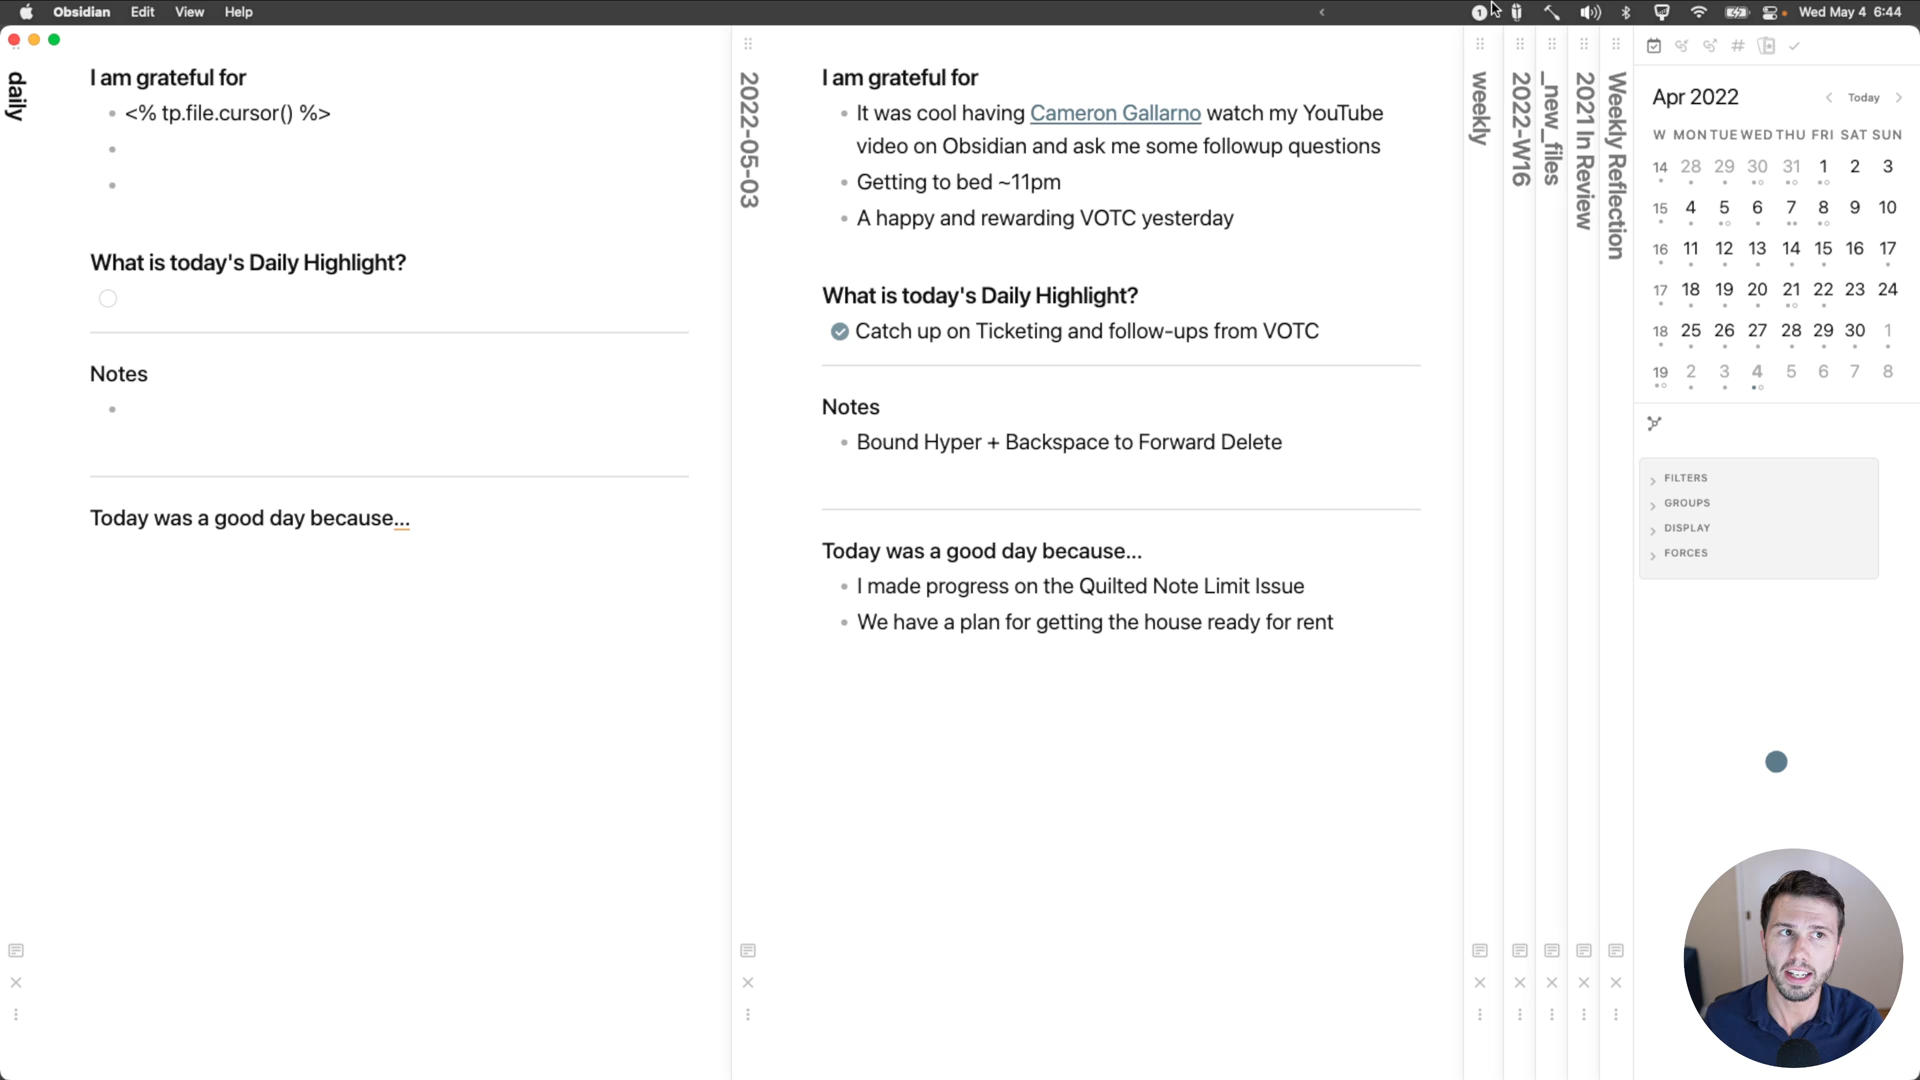 Obsidian Edit View Help
Wed May 4 6:44
daily
I am grateful for
<% tp.file.cursor() %>
What is today's Daily Highlight?
Notes
Today was a good day because...
2022-05-03
I am grateful for
It was cool having Cameron Gallarno watch my YouTube
video on Obsidian and ask me some followup questions
Getting to bed ~11pm
A happy and rewarding VOTC yesterday
What is today's Daily Highlight?
Catch up on Ticketing and follow-ups from VOTC
Notes
Bound Hyper + Backspace to Forward Delete
Today was a good day because...
I made progress on the Quilted Note Limit Issue
We have a plan for getting the house ready for rent
weekly
2022-W16
_new_files
2021 In Review
Weekly Reflection
Apr 2022
Today
W MON TUE WED THU FRI SAT SUN
14 28 29 30 31 1 2 3
15 4 5 6 7 8 9 10
16 11 12 13 14 15 16 17
17 18 19 20 21 22 23 24
18 25 26 27 28 29 30 1
19 2 3 4 5 6 7 8
FILTERS
GROUPS
DISPLAY
FORCES